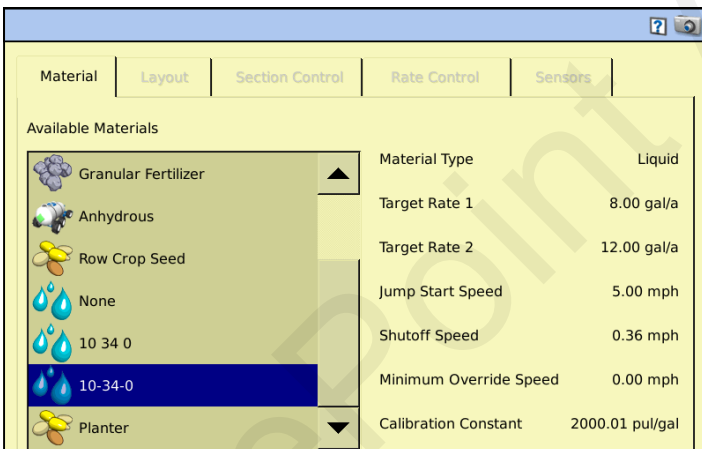 Material Layout Section Control Rate Control Sensors
Available Materials
Granular Fertilizer
Anhydrous
Row Crop Seed
None
10 34 0
10-34-0
Planter
Material Type Liquid
Target Rate 1 8.00 gal/a
Target Rate 2 12.00 gal/a
Jump Start Speed 5.00 mph
Shutoff Speed 0.36 mph
Minimum Override Speed 0.00 mph
Calibration Constant 2000.01 pul/gal
ePoint